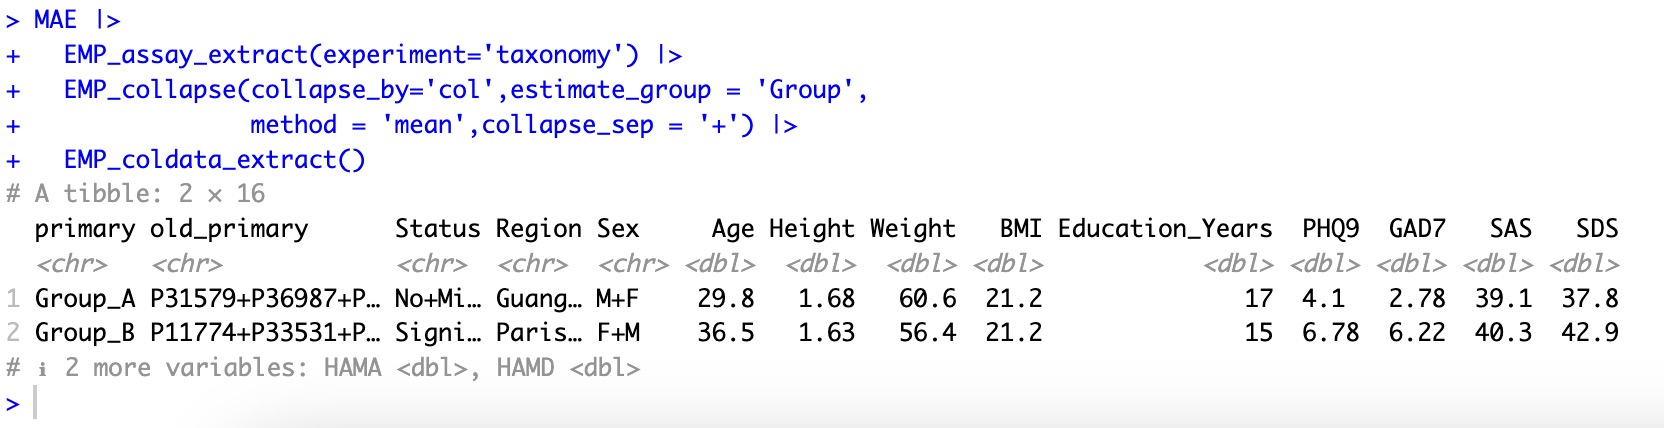 > MAE |>
+   EMP_assay_extract(experiment='taxonomy') |>
+   EMP_collapse(collapse_by='col',estimate_group = 'Group',
+                method = 'mean',collapse_sep = '+') |>
+   EMP_coldata_extract()
# A tibble: 2 × 16
  primary old_primary      Status Region Sex     Age Height Weight   BMI Education_Years  PHQ9  GAD7   SAS   SDS
  <chr>   <chr>            <chr>  <chr>  <chr> <dbl>  <dbl>  <dbl> <dbl>           <dbl> <dbl> <dbl> <dbl> <dbl>
1 Group_A P31579+P36987+P… No+Mi… Guang… M+F    29.8   1.68   60.6  21.2              17  4.1   2.78  39.1  37.8
2 Group_B P11774+P33531+P… Signi… Paris… F+M    36.5   1.63   56.4  21.2              15  6.78  6.22  40.3  42.9
# ℹ 2 more variables: HAMA <dbl>, HAMD <dbl>
>